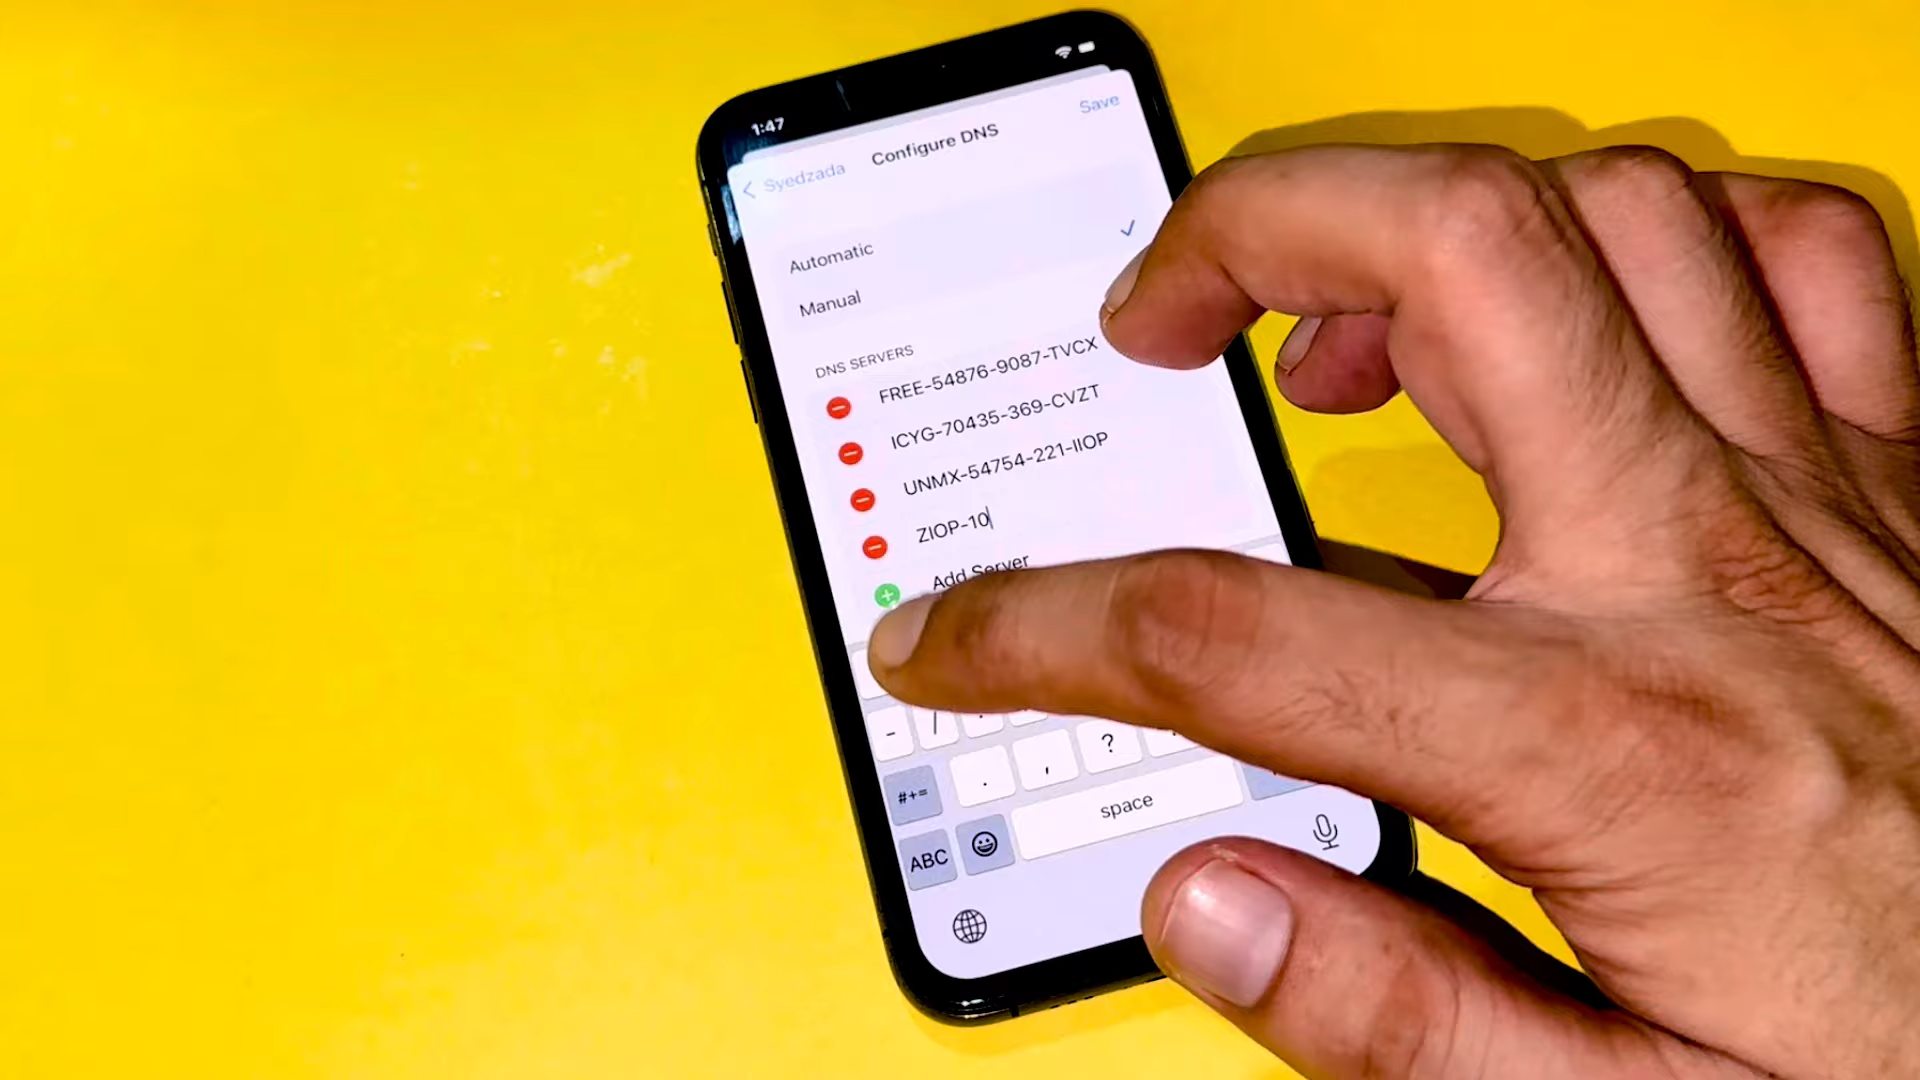 1:47
Save
Configure DNS
Syedzada
Automatic
Manual
DNS SERVERS
FREE-54876-9087-TVCX
ICYG-70435-369-CVZT
UNMX-54754-221-IIOP
ZIOP-10
Add Server
- /
. , ?
#+=
space
ABC